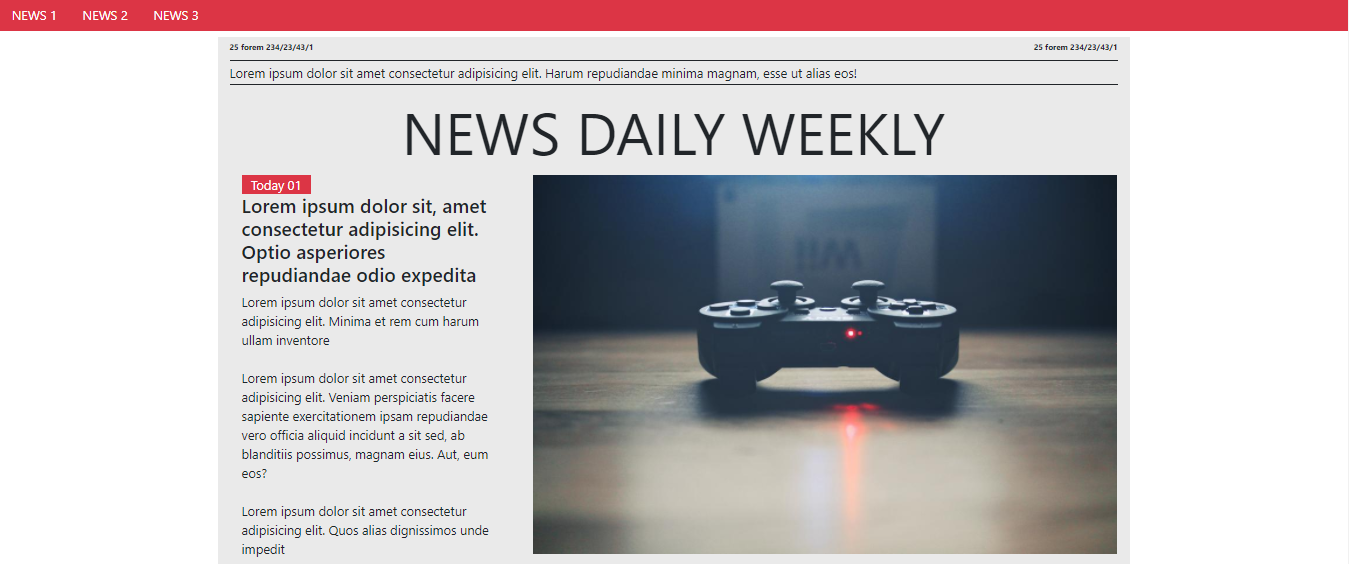 NEWS 1 NEWS 2 NEWS 3
25 forem 234/23/43/1 25 forem 234/23/43/1
Lorem ipsum dolor sit amet consectetur adipisicing elit. Harum repudiandae minima magnam, esse ut alias eos!
NEWS DAILY WEEKLY
Today 01
Lorem ipsum dolor sit, amet
consectetur adipisicing elit.
Optio asperiores
repudiandae odio expedita
Lorem ipsum dolor sit amet consectetur
adipisicing elit. Minima et rem cum harum
ullam inventore
Lorem ipsum dolor sit amet consectetur
adipisicing elit. Veniam perspiciatis facere
sapiente exercitationem ipsam repudiandae
vero officia aliquid incidunt a sit sed, ab
blanditiis possimus, magnam eius. Aut, eum
eos?
Lorem ipsum dolor sit amet consectetur
adipisicing elit. Quos alias dignissimos unde
impedit